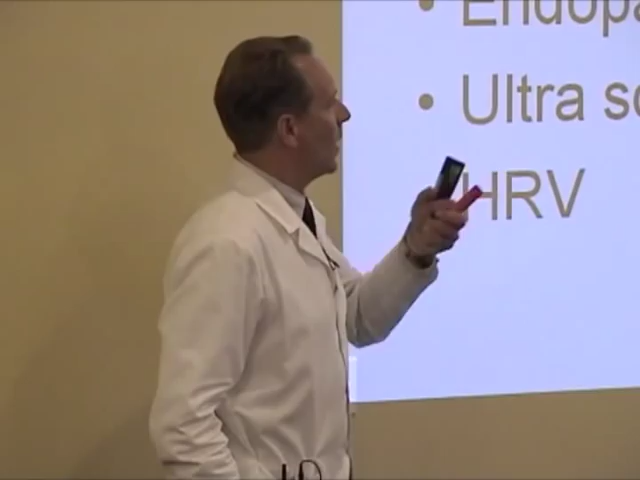 • Endopa
• Ultra so
HRV